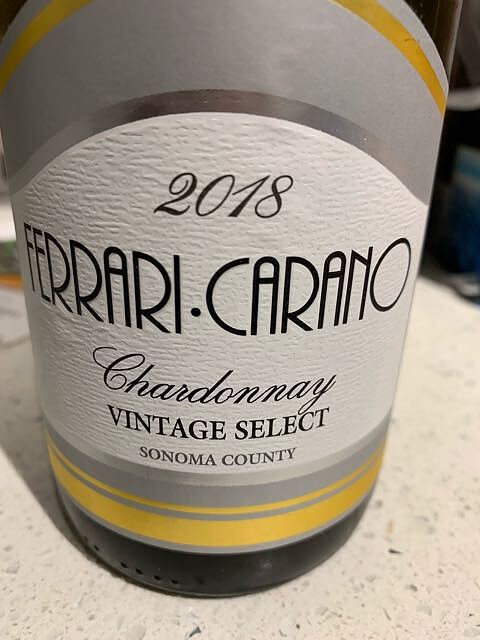 2018
FERRARI·CARANO
Chardonnay
VINTAGE SELECT
SONOMA COUNTY